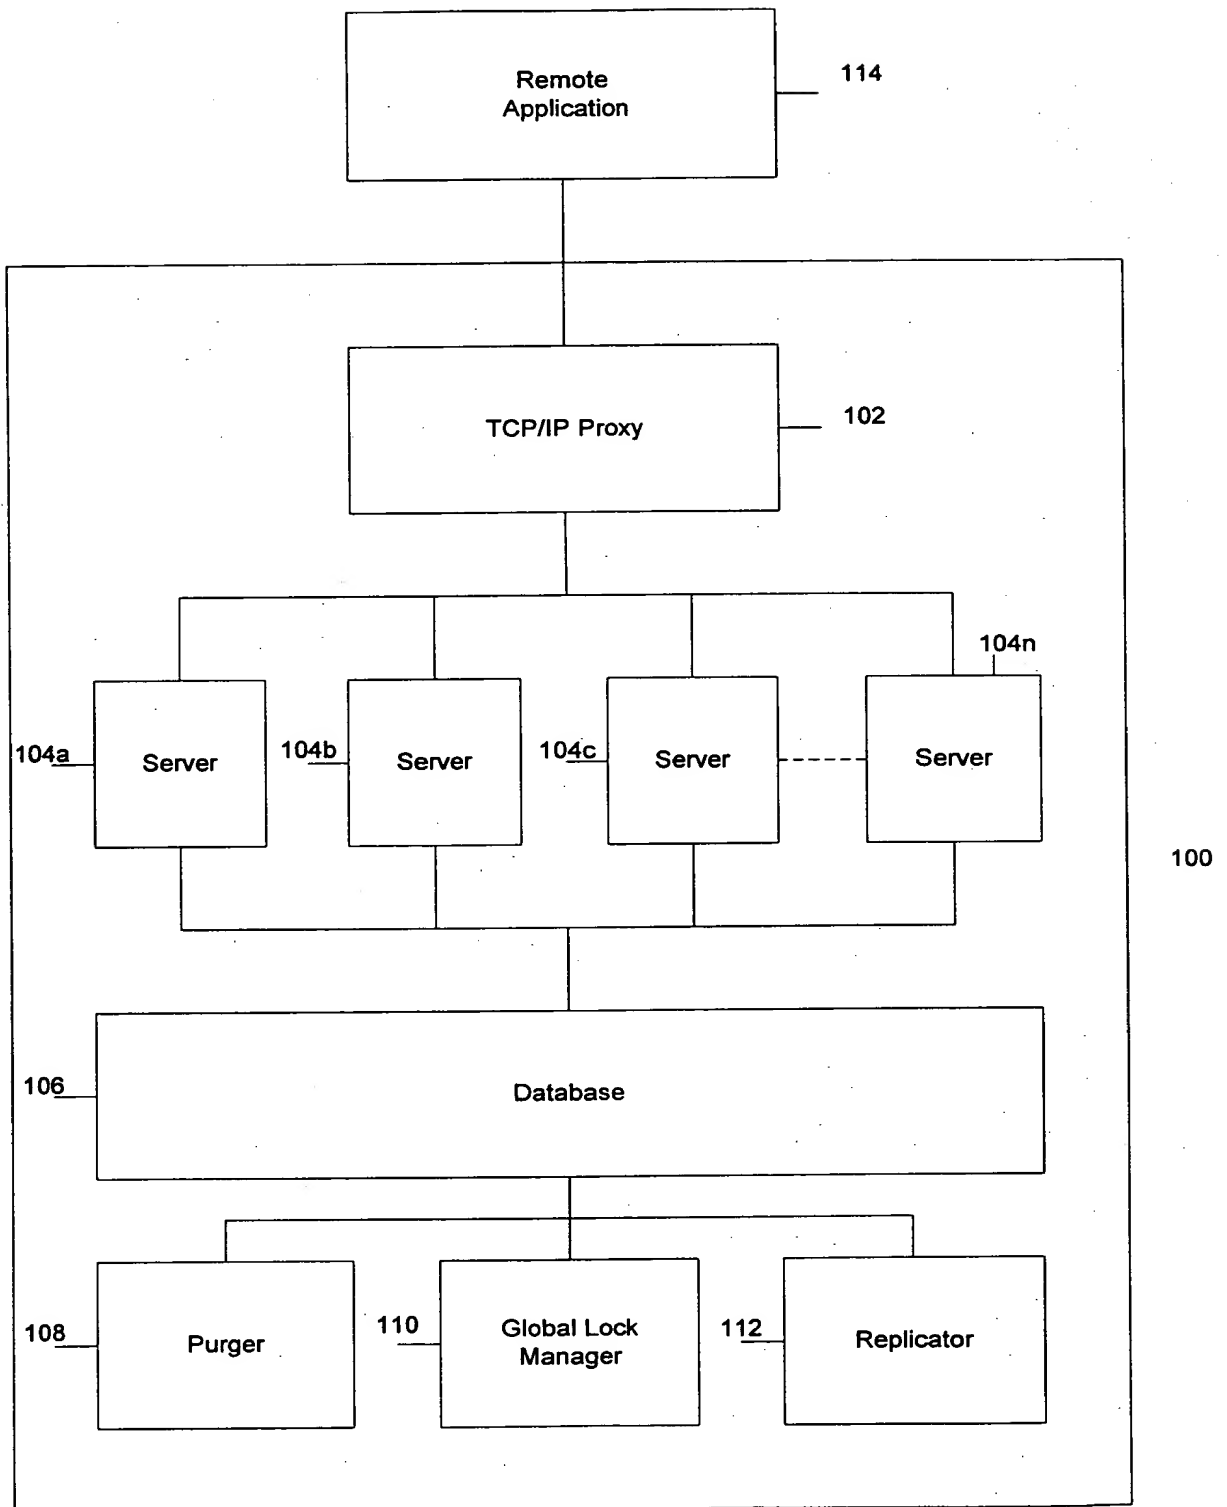 Remote
Application
114
TCP/IP Proxy
102
104n
104a
Server
104b
Server
104c
Server
Server
100
106
Database
108
Purger
110
Global Lock
Manager
112
Replicator